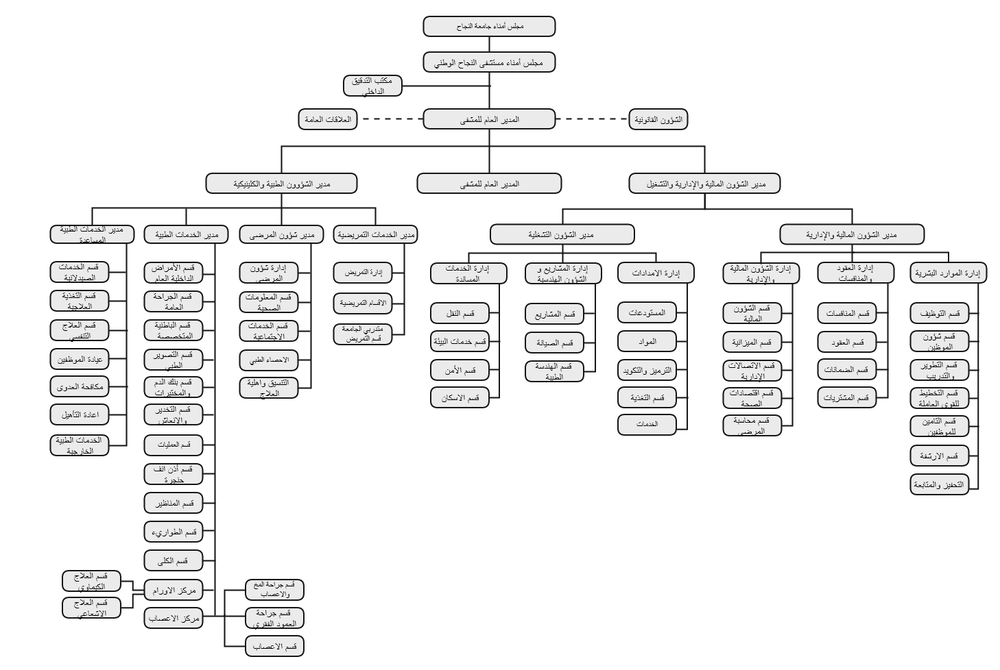 مجلس أمناء جامعة النجاح
مجلس أمناء مستشفى النجاح الوطني
مكتب التدقيق
الداخلي
الشؤون القانونية
المدير العام للمشفى
العلاقات العامة
مدير الشؤون المالية والإدارية والتشغيل
المدير العام للمشفى
مدير الشوؤون الطبية والكلينيكية
مدير الشؤون المالية والإدارية
مدير الشؤون التشغلية
مدير الخدمات التمريضية
مدير شؤون المرضى
مدير الخدمات الطبية
مدير الخدمات الطبية
المساعدة
إدارة الموارد البشرية
إدارة العقود
والمنافسات
إدارة الشؤون المالية
والإدارية
إدارة الامدادات
إدارة المشاريع و
الشؤون الهندسية
إدارة الخدمات
المساندة
قسم التوظيف
قسم شؤون
الموظين
قسم التطوير
والتدريب
قسم التخطيط
للقوى العاملة
قسم التامين
للموظفين
قسم الارشفة
التحفيز والمتابعة
قسم المنافسات
قسم العقود
قسم الضمانات
قسم المشتريات
قسم الشؤون
المالية
قسم الميزانية
قسم الاتصالات
الإدارية
قسم اقتصادات
الصحة
قسم محاسبة
المرضى
المستودعات
المواد
الترميز والتكويد
قسم التغذية
الخدمات
قسم المشاريع
قسم الصيانة
قسم الهندسة
الطبية
قسم النقل
قسم خدمات البيئة
قسم الأمن
قسم الاسكان
إدارة التمريض
الاقسام التمريضية
متدربي الجامعة
قسم التمريض
إدارة شؤون
المرضى
قسم المعلومات
الصحية
قسم الخدمات
الاجتماعية
الاحصاء الطبي
التنسيق واهلية
العلاج
قسم الأمراض
الداخلية العام
قسم الجراحة
العامة
قسم الباطنية
المتخصصة
قسم التصوير
الطبي
قسم بنك الدم
والمختبرات
قسم التخدير
والانعاش
قسم العمليات
قسم أذن انف
حنجرة
قسم المناظير
قسم الطواريء
قسم الكلى
مركز الاورام
مركز الاعصاب
قسم الخدمات
الصيدلانية
قسم التغذية
العلاجية
قسم العلاج
التنفسي
عيادة الموظفين
مكافحة العدوى
اعادة التأهيل
الخدمات الطبية
الخارجية
قسم العلاج
الكيماوي
قسم العلاج
الاشعاعي
قسم جراحة المخ
والاعصاب
قسم جراحة
العمود الفقري
قسم الاعصاب